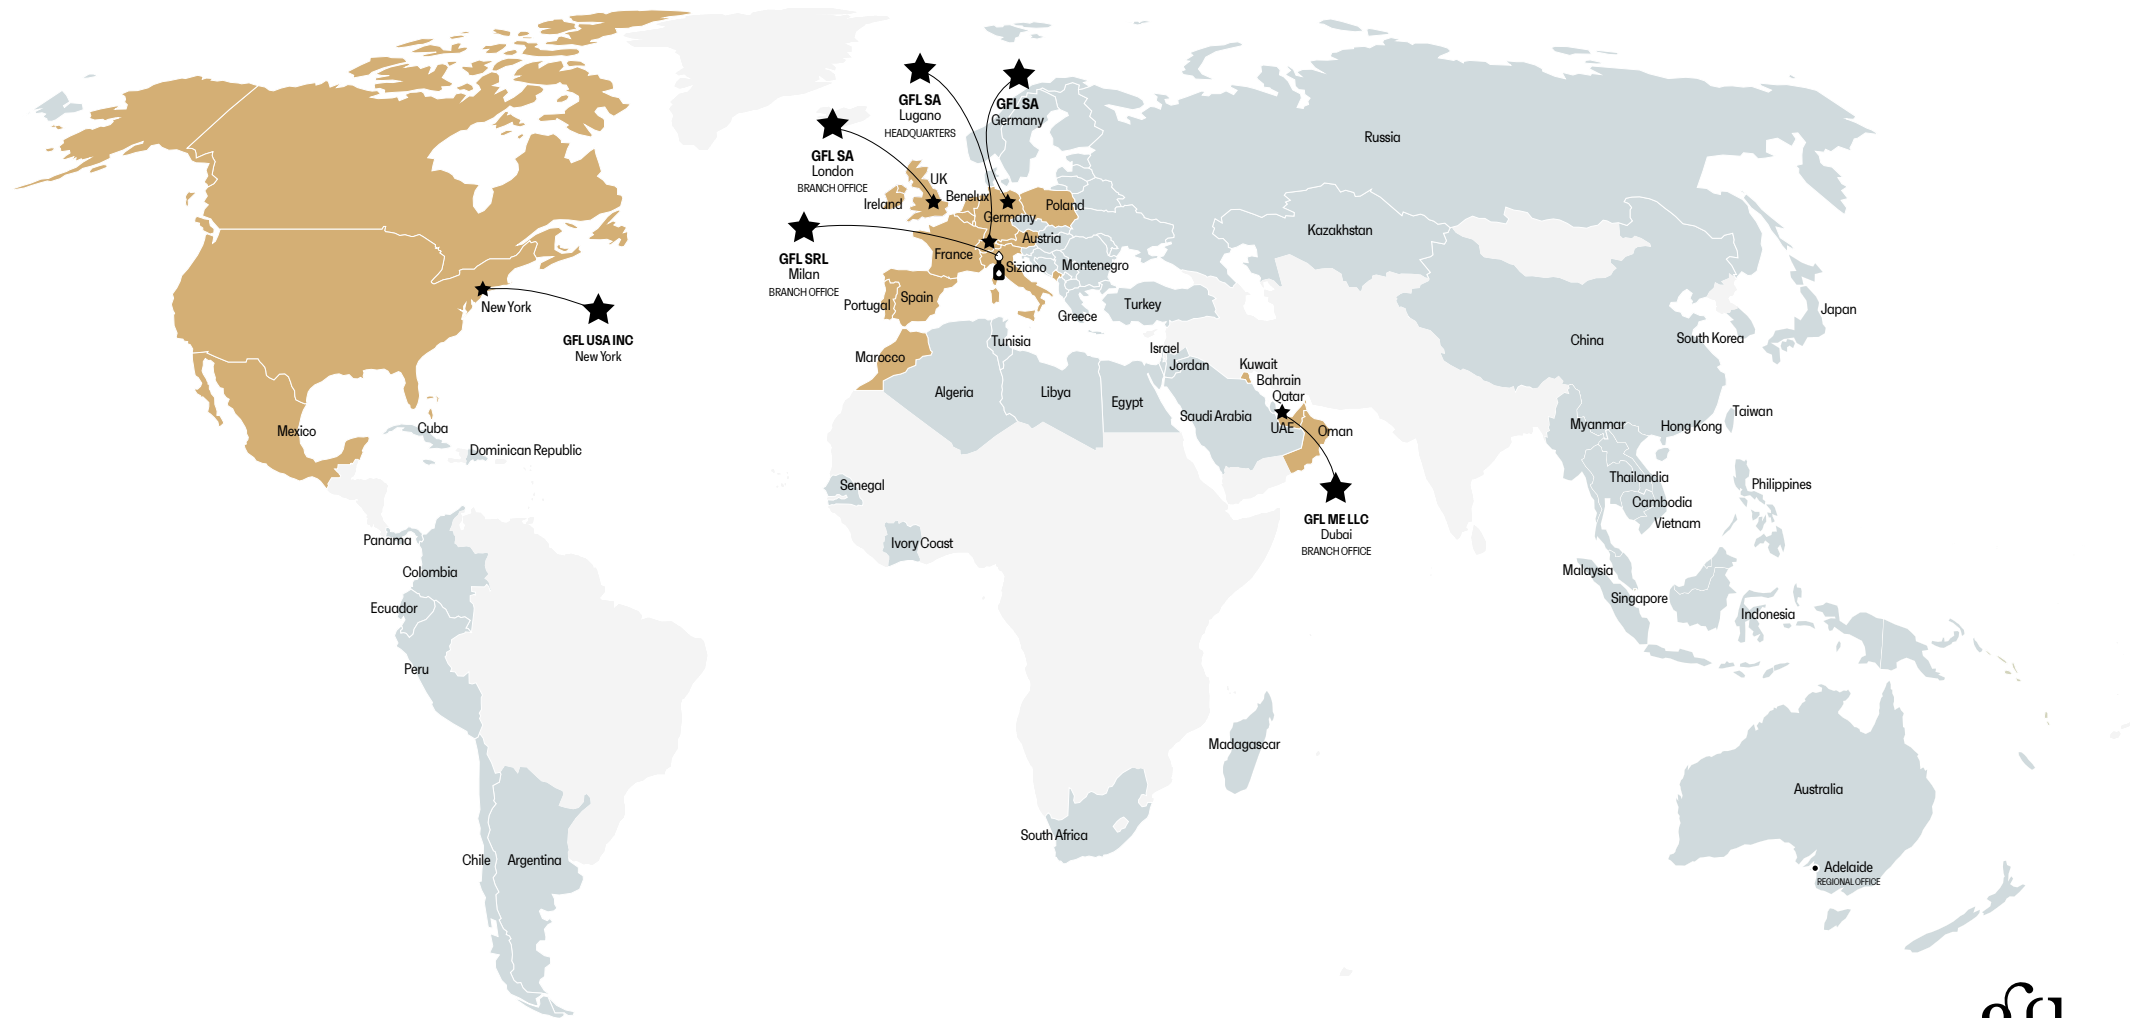 GFL SA
Lugano
HEADQUARTERS
GFL SA
Germany
GFL SA
London
BRANCH OFFICE
GFL SRL
Milan
BRANCH OFFICE
UK
Ireland
Benelux
Germany
Poland
Austria
France
Siziano
Montenegro
Portugal
Spain
Greece
Turkey
Russia
Kazakhstan
New York
GFL USA INC
New York
Mexico
Cuba
Dominican Republic
Marocco
Tunisia
Algeria
Libya
Egypt
Israel
Jordan
Kuwait
Bahrain
Qatar
Saudi Arabia
UAE
Oman
GFL ME LLC
Dubai
BRANCH OFFICE
China
South Korea
Japan
Taiwan
Hong Kong
Myanmar
Thailandia
Cambodia
Vietnam
Philippines
Malaysia
Singapore
Indonesia
Senegal
Ivory Coast
Panama
Colombia
Ecuador
Peru
Chile
Argentina
Madagascar
South Africa
Australia
Adelaide
REGIONAL OFFICE